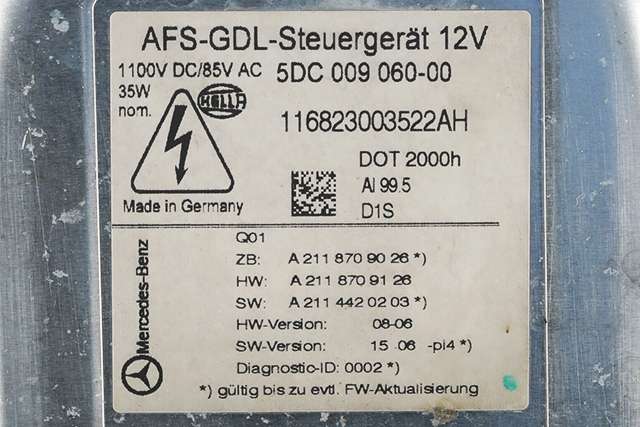 AFS-GDL-Steuergerät 12V
1100V DC/85V AC 5DC 009 060-00
35W
nom.
HELLA
116823003522AH
DOT 2000h
Al 99.5
D1S
Made in Germany
Mercedes-Benz
Q01
ZB: A 211 870 90 26 *)
HW: A 211 870 91 26
SW: A 211 442 02 03 *)
HW-Version: 08-06
SW-Version: 15 06 -pi4 *)
Diagnostic-ID: 0002 *)
*) gültig bis zu evtl. FW-Aktualisierung